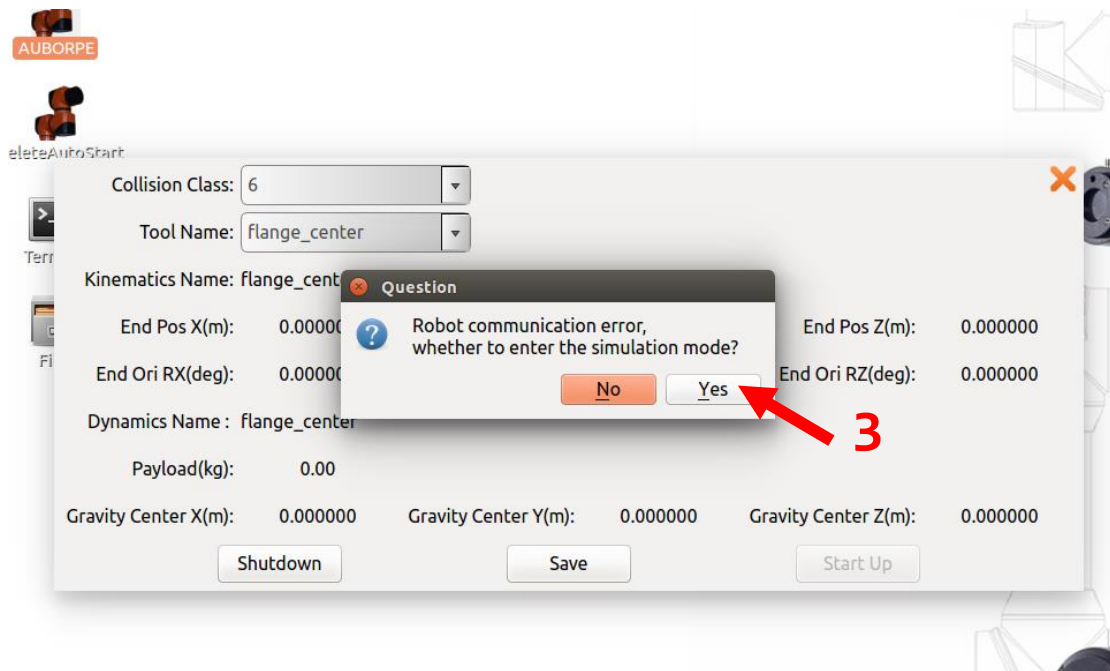 AUBORPE
eleteAutoStart
Collision Class: 6
Tool Name: flange_center
Terr
Kinematics Name: flange_cent
Question
End Pos X(m): 0.00000
Robot communication error,
whether to enter the simulation mode?
End Pos Z(m): 0.000000
Fi
End Ori RX(deg): 0.00000
No
Yes
End Ori RZ(deg): 0.000000
3
Dynamics Name : flange_center
Payload(kg): 0.00
Gravity Center X(m): 0.000000 Gravity Center Y(m): 0.000000 Gravity Center Z(m): 0.000000
Shutdown Save Start Up